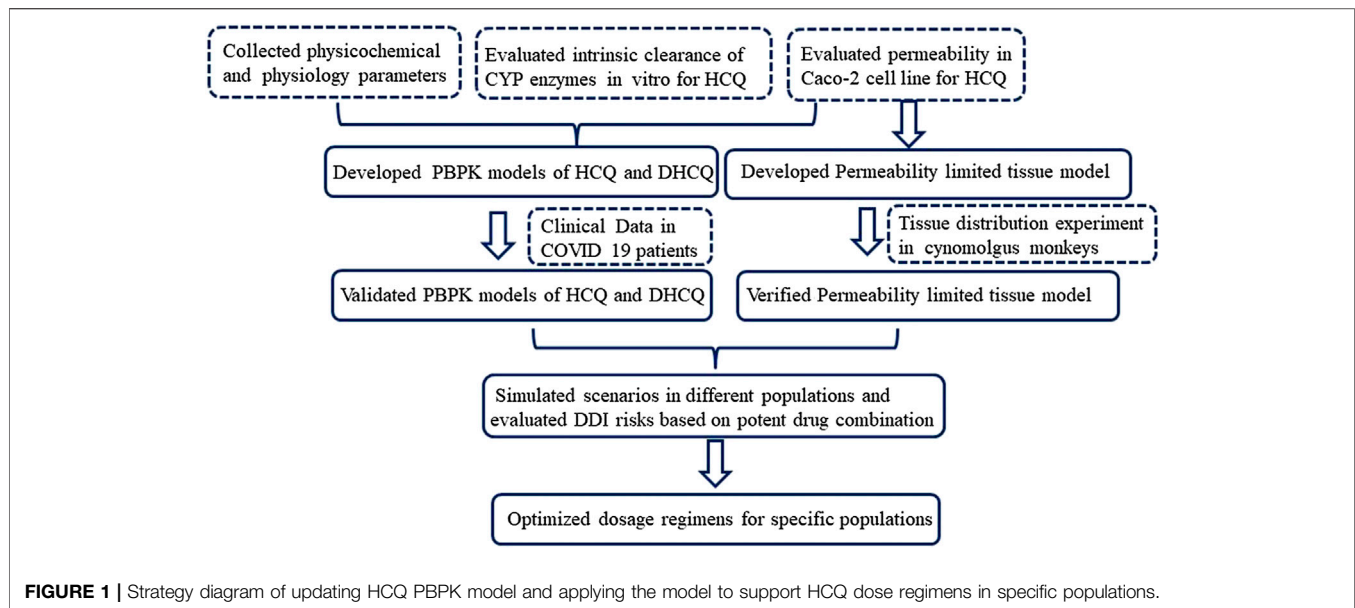 Collected physicochemical
and physiology parameters
Evaluated intrinsic clearance of
CYP enzymes in vitro for HCQ
Evaluated permeability in
Caco-2 cell line for HCQ
Developed PBPK models of HCQ and DHCQ
Developed Permeability limited tissue model
Clinical Data in
COVID 19 patients
Tissue distribution experiment
in cynomolgus monkeys
Validated PBPK models of HCQ and DHCQ
Verified Permeability limited tissue model
Simulated scenarios in different populations and
evaluated DDI risks based on potent drug combination
Optimized dosage regimens for specific populations
FIGURE 1 | Strategy diagram of updating HCQ PBPK model and applying the model to support HCQ dose regimens in specific populations.